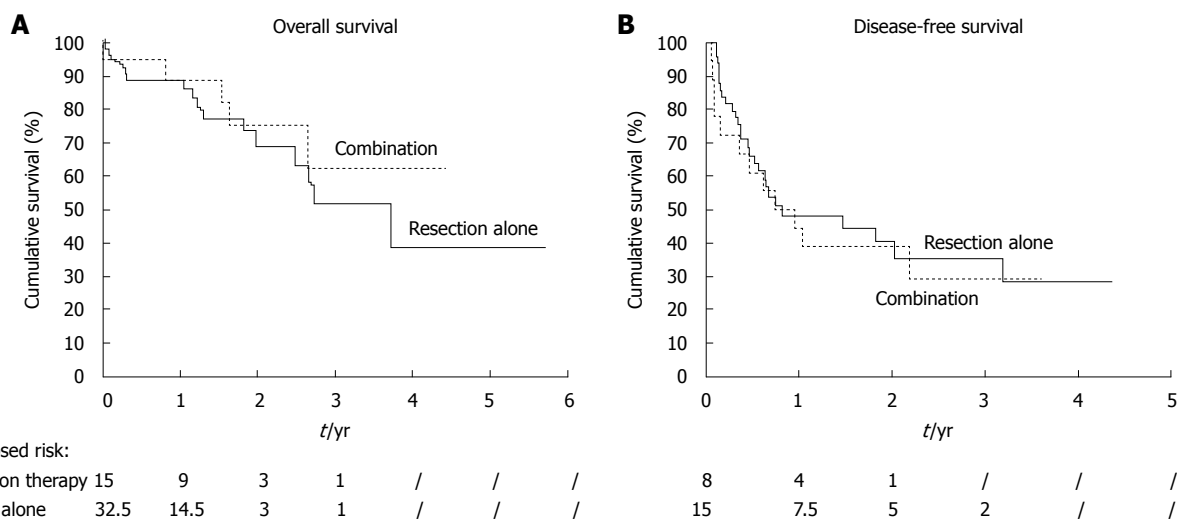 A Overall survival
100
90
80
70
60
50
40
30
20
10
0
Cumulative survival (%)
Combination
Resection alone
0 1 2 3 4 5 6
t/yr
B Disease-free survival
100
90
80
70
60
50
40
30
20
10
0
Cumulative survival (%)
Resection alone
Combination
0 1 2 3 4 5
t/yr
sed risk:
on therapy 15 9 3 1 / / / 8 4 1 / / /
alone 32.5 14.5 3 1 / / / 15 7.5 5 2 / /